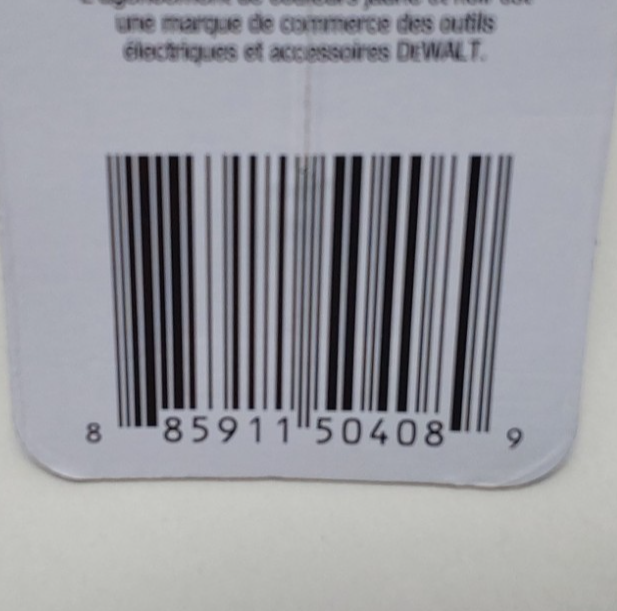 une marque de commerce des outils
électriques et accessoires DEWALT.
8 85911 50408 9